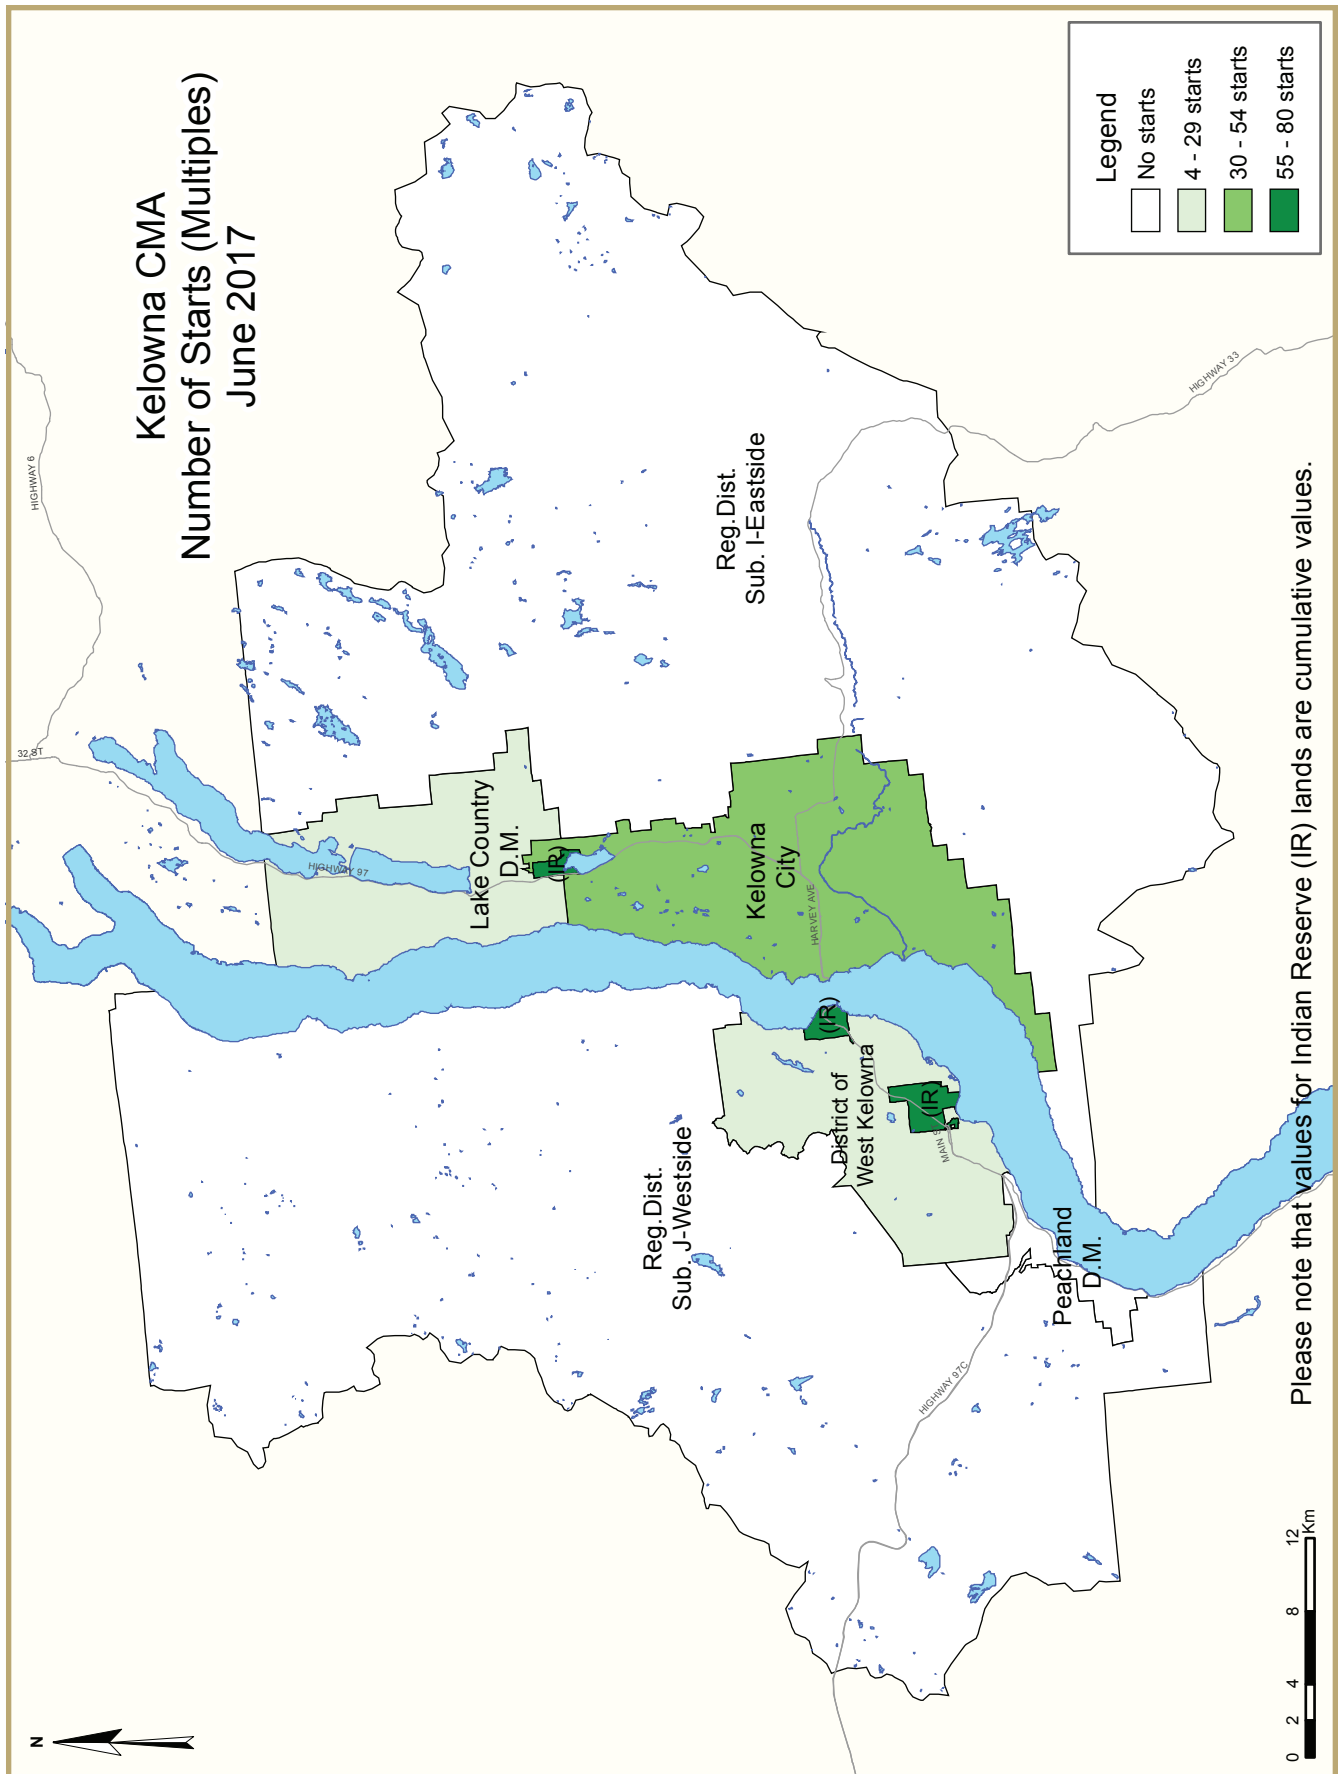 Kelowna CMA
Number of Starts (Multiples)
June 2017
Legend
No starts
4 - 29 starts
30 - 54 starts
55 - 80 starts
N
HIGHWAY 6
32 ST
HIGHWAY 97
Lake Country
D.M.
(IR)
Reg.Dist.
Sub. I-Eastside
Kelowna
City
HARVEY AVE
HIGHWAY 33
(IR)
District of
West Kelowna
(IR)
MAIN S
Reg.Dist.
Sub. J-Westside
Peachland
D.M.
HIGHWAY 97C
0 2 4 8 12
Km
Please note that values for Indian Reserve (IR) lands are cumulative values.